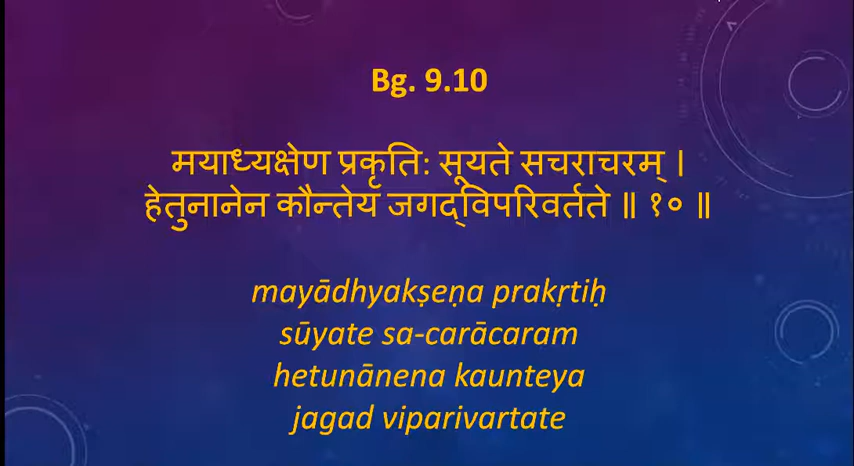 Bg. 9.10
मयाध्यक्षेण प्रकृतिः सूयते सचराचरम् ।
हेतुनानेन कौन्तेय जगद्‌विपरिवर्तते ॥ १० ॥
mayādhyakṣeṇa prakṛtiḥ
sūyate sa-carācaram
hetunānena kaunteya
jagad viparivartate